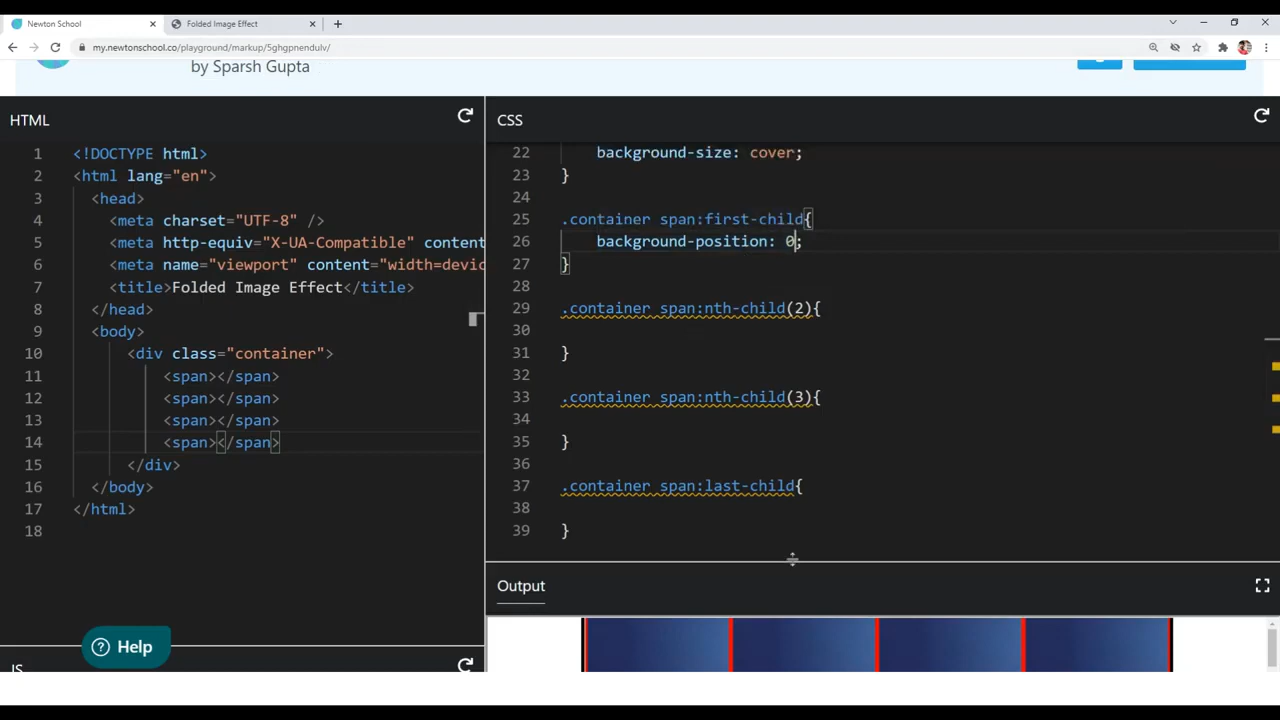 Newton School
Folded Image Effect
my.newtonschool.co/playground/markup/5ghgpnendulv/
by Sparsh Gupta
HTML
1 <!DOCTYPE html>
2 <html lang="en">
3 <head>
4 <meta charset="UTF-8" />
5 <meta http-equiv="X-UA-Compatible" content
6 <meta name="viewport" content="width=devic
7 <title>Folded Image Effect</title>
8 </head>
9 <body>
10 <div class="container">
11 <span></span>
12 <span></span>
13 <span></span>
14 <span></span>
15 </div>
16 </body>
17 </html>
18
JS
Help
CSS
22 background-size: cover;
23 }
24
25 .container span:first-child{
26 background-position: 0;
27 }
28
29 .container span:nth-child(2){
30
31 }
32
33 .container span:nth-child(3){
34
35 }
36
37 .container span:last-child{
38
39 }
Output